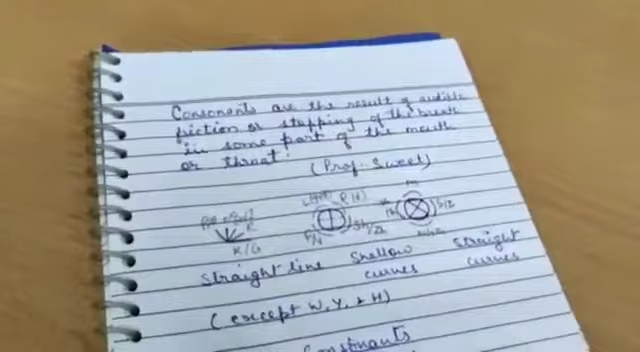 Consonants are the result of audible
friction or stopping of the breath
in some part of the mouth
or throat.
(Prof. Sweet)
K/G
Straight line Shallow curves Straight curves
(except W, Y, & H)
Consonants